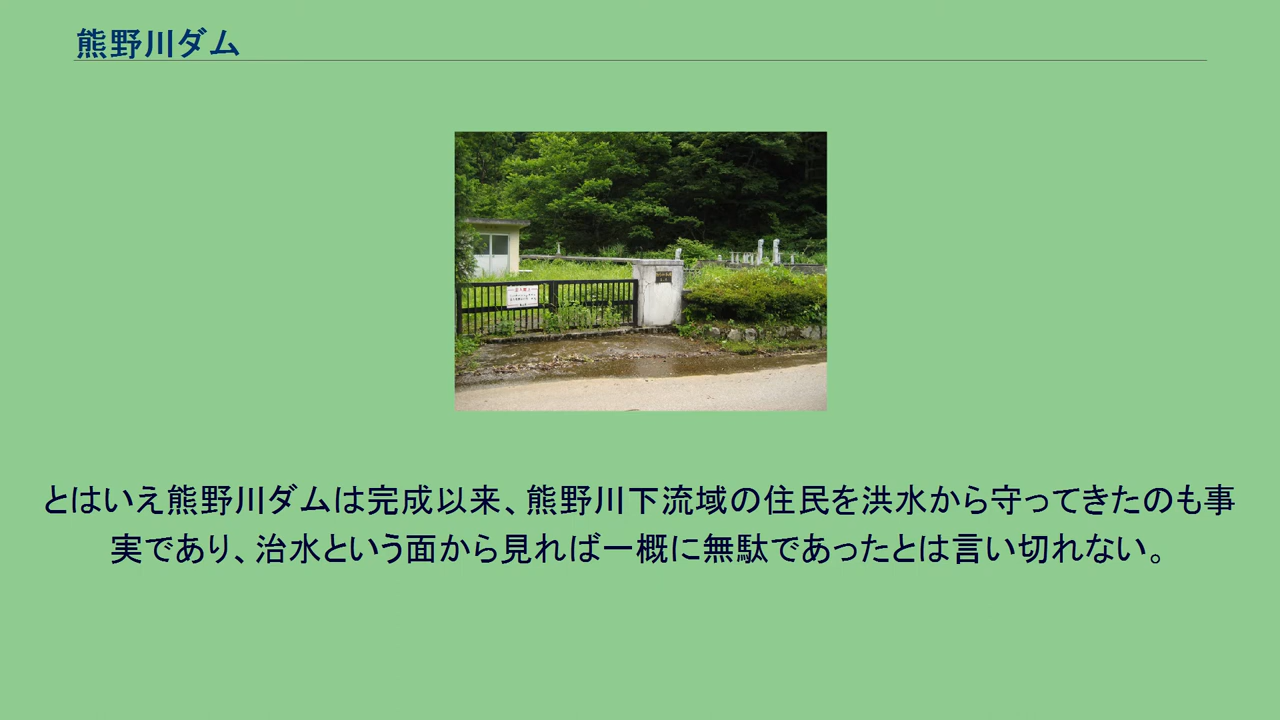 熊野川ダム
とはいえ熊野川ダムは完成以来、熊野川下流域の住民を洪水から守ってきたのも事
実であり、治水という面から見れば一概に無駄であったとは言い切れない。